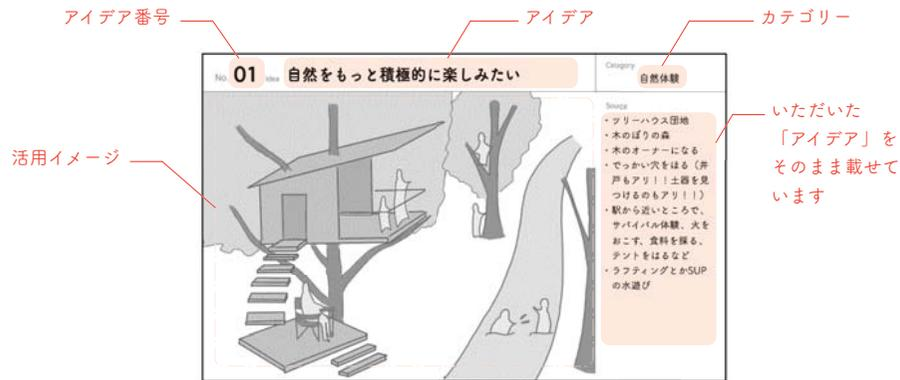 アイデア番号
アイデア
カテゴリー
No. 01
Idea
自然をもっと積極的に楽しみたい
Category
自然体験
活用イメージ
Source
・ツリーハウス団地
・木のぼりの森
・木のオーナーになる
・でっかい穴をほる（井
戸もアリ！！土器を見
つけるのもアリ！！）
・駅から近いところで、
サバイバル体験、火を
おこす、食料を採る、
テントをはるなど
・ラフティングとかSUP
の水遊び
いただいた
「アイデア」を
そのまま載せて
います